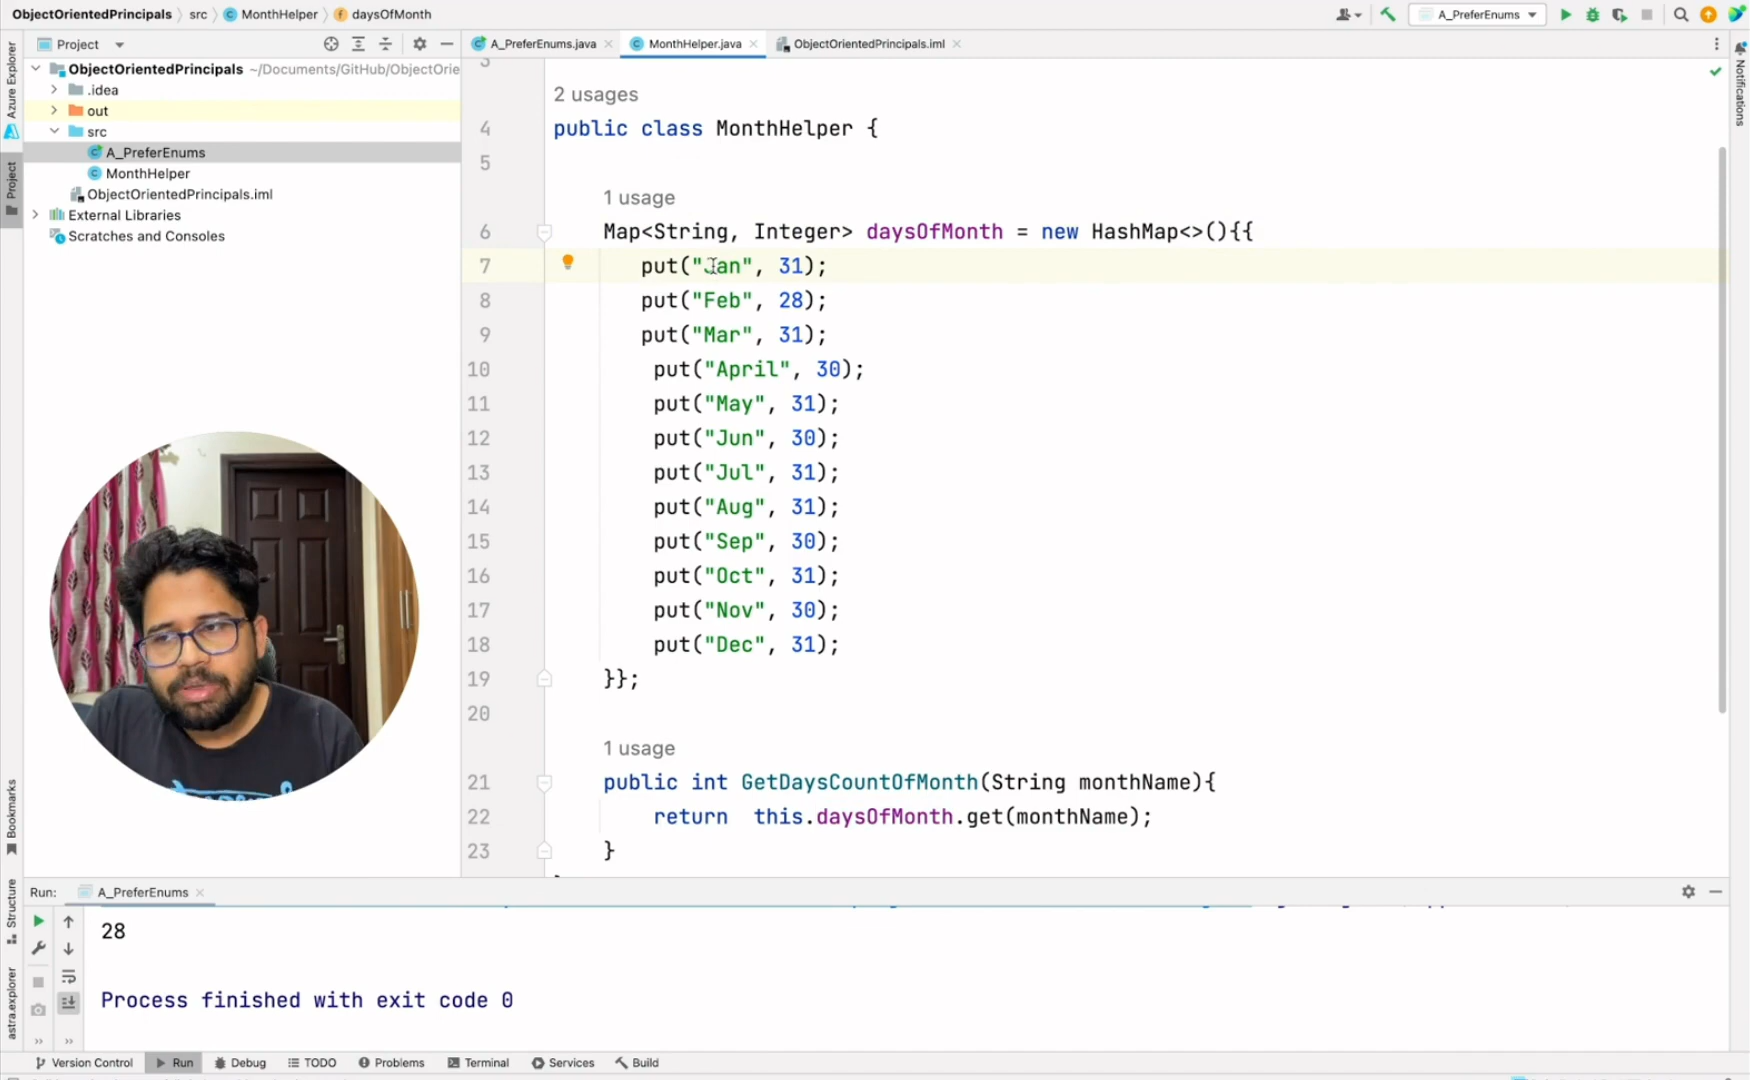 ObjectOrientedPrincipals src MonthHelper daysOfMonth
A_PreferEnums
Project
A_PreferEnums.java MonthHelper.java ObjectOrientedPrincipals.iml
ObjectOrientedPrincipals ~/Documents/GitHub/ObjectOrie
.idea
out
src
A_PreferEnums
MonthHelper
ObjectOrientedPrincipals.iml
External Libraries
Scratches and Consoles
Azure Explorer
Project
Bookmarks
Structure
astra.explorer
Notifications
3
2 usages
4 public class MonthHelper {
5
1 usage
6 Map<String, Integer> daysOfMonth = new HashMap<>(){{
7 put("Jan", 31);
8 put("Feb", 28);
9 put("Mar", 31);
10 put("April", 30);
11 put("May", 31);
12 put("Jun", 30);
13 put("Jul", 31);
14 put("Aug", 31);
15 put("Sep", 30);
16 put("Oct", 31);
17 put("Nov", 30);
18 put("Dec", 31);
19 }};
20
1 usage
21 public int GetDaysCountOfMonth(String monthName){
22 return this.daysOfMonth.get(monthName);
23 }
Run: A_PreferEnums
28
Process finished with exit code 0
Version Control Run Debug TODO Problems Terminal Services Build